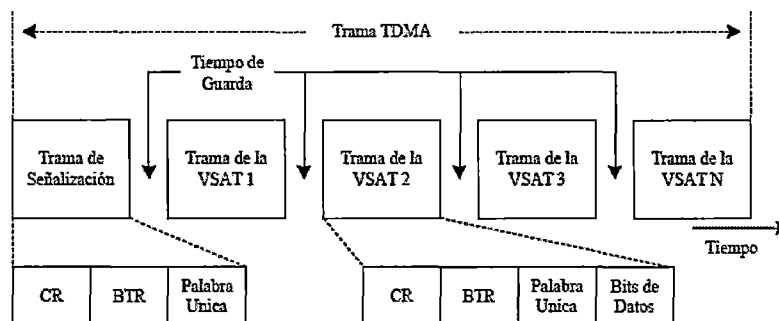 Trama TDMA
Tiempo de
Guarda
Trama de
Señalización
Trama de la
VSAT 1
Trama de la
VSAT 2
Trama de la
VSAT 3
Trama de la
VSAT N
Tiempo
CR
BTR
Palabra
Unica
CR
BTR
Palabra
Unica
Bits de
Datos